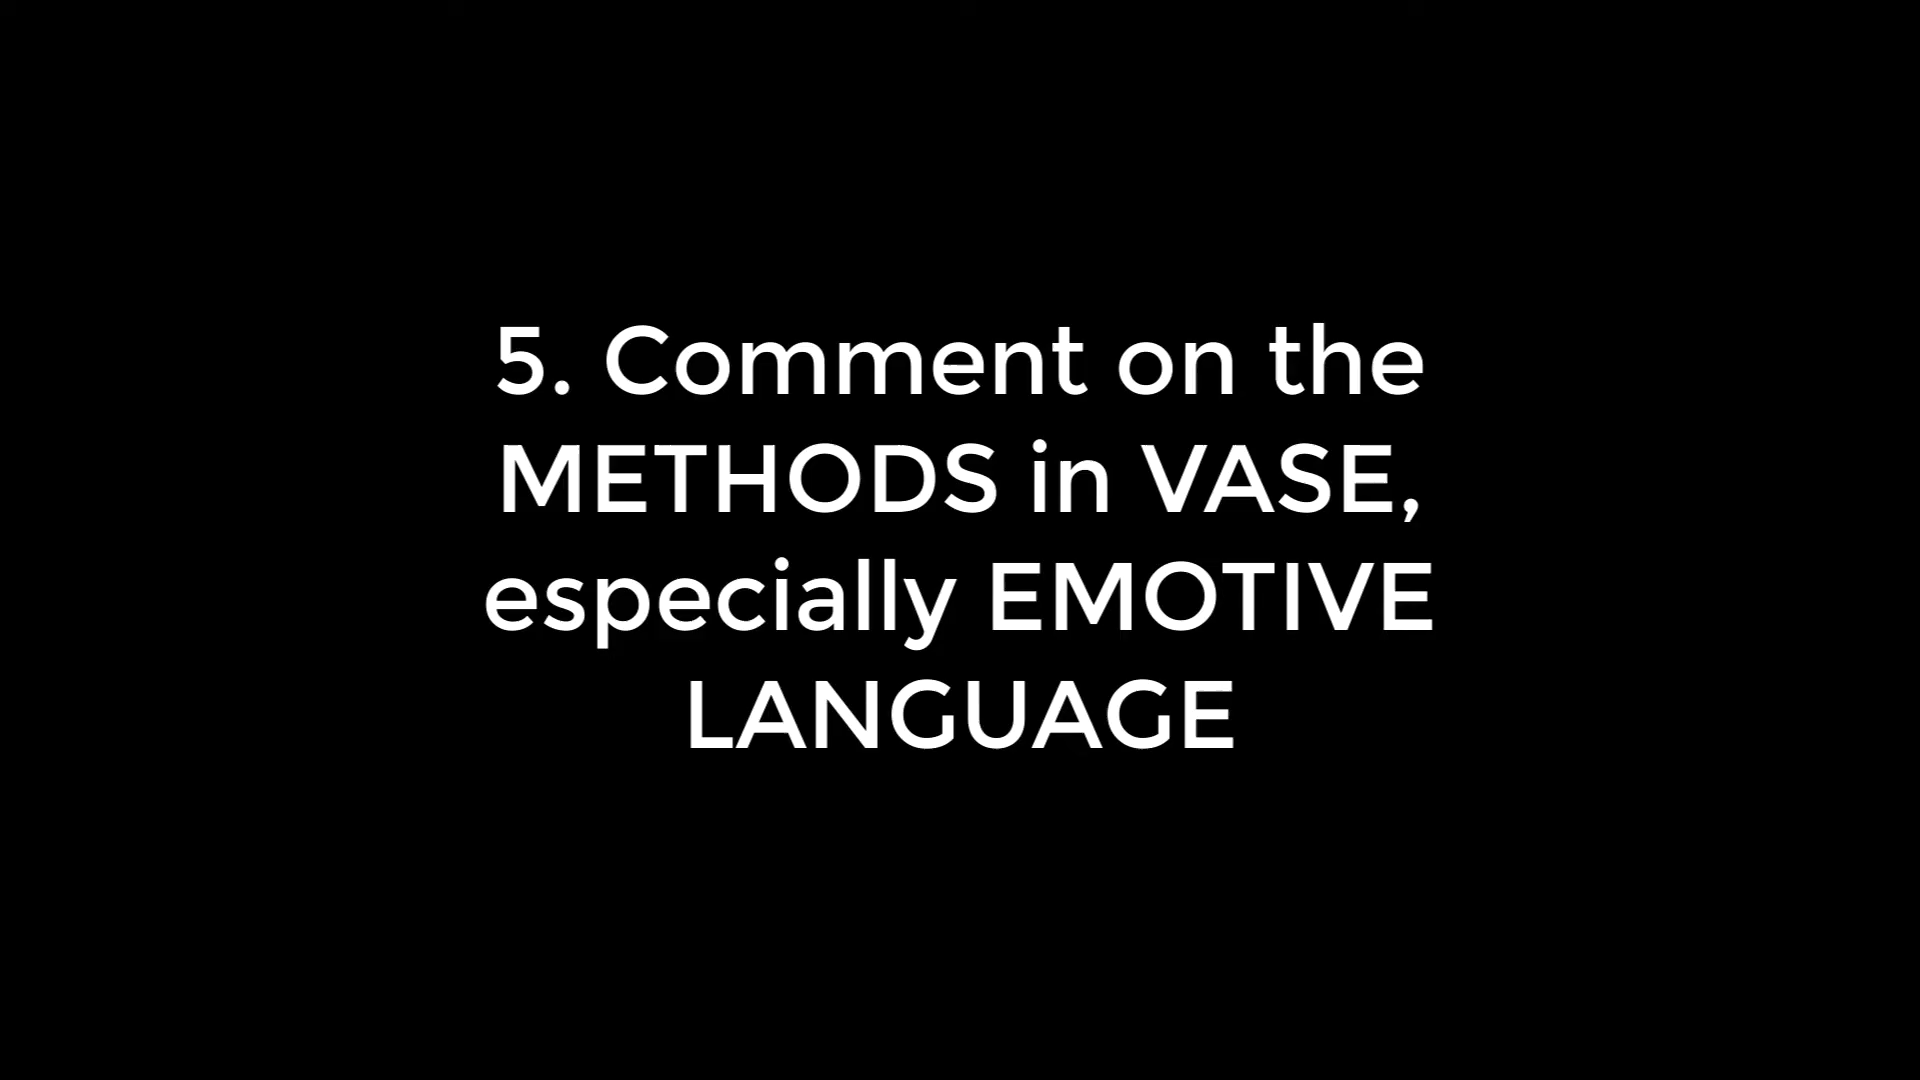 5. Comment on the
METHODS in VASE,
especially EMOTIVE
LANGUAGE